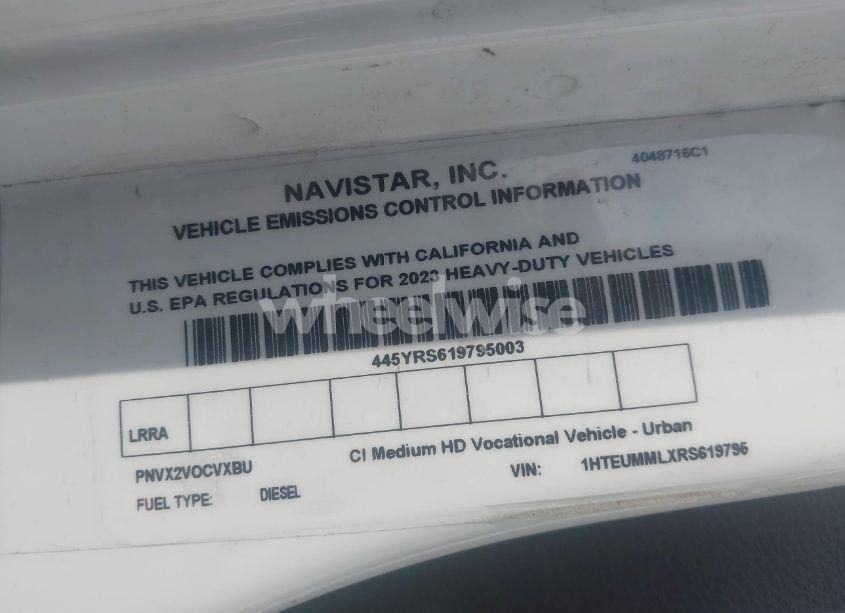 4048716C1
NAVISTAR, INC.
VEHICLE EMISSIONS CONTROL INFORMATION
THIS VEHICLE COMPLIES WITH CALIFORNIA AND
U.S. EPA REGULATIONS FOR 2023 HEAVY-DUTY VEHICLES
wheelwise
445YRS619795003
LRRA
CI Medium HD Vocational Vehicle - Urban
PNVX2VOCVXBU
VIN: 1HTEUMMLXRS619796
FUEL TYPE: DIESEL